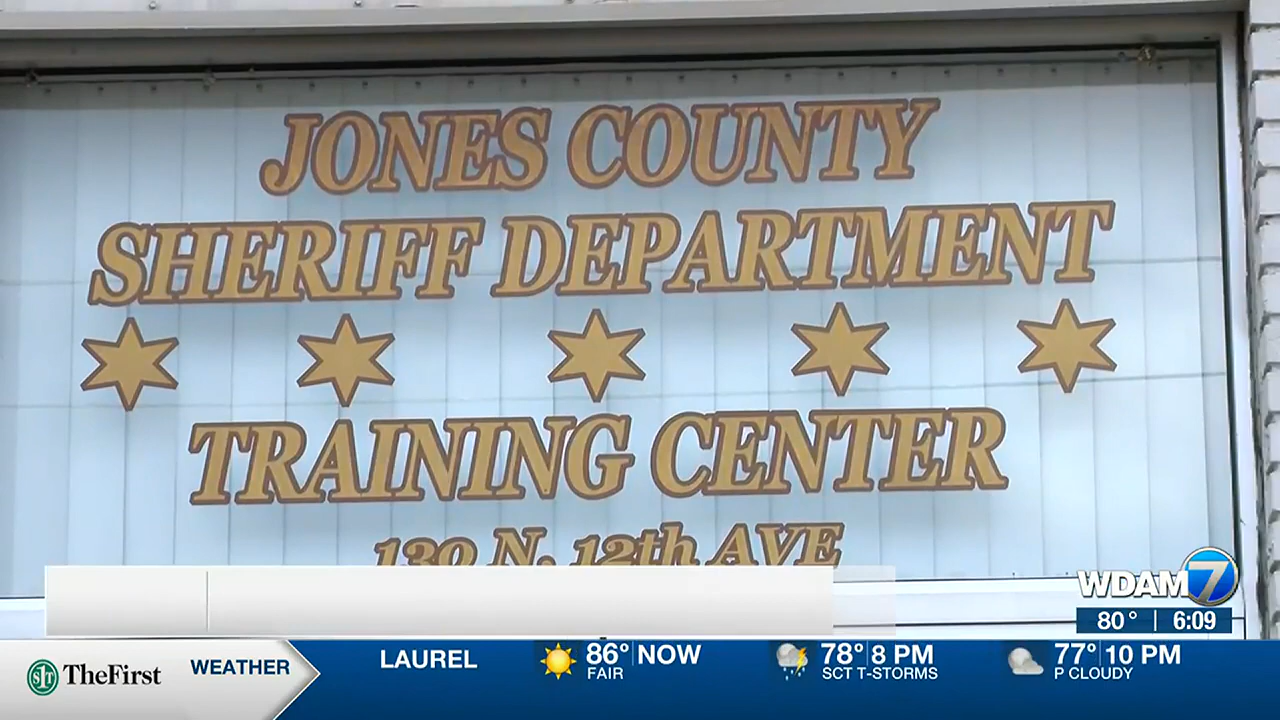 JONES COUNTY
SHERIFF DEPARTMENT
TRAINING CENTER
130 N. 12th AVE
WDAM 7
80° | 6:09
TheFirst
WEATHER
LAUREL
86° NOW
FAIR
78° 8 PM
SCT T-STORMS
77° 10 PM
P CLOUDY